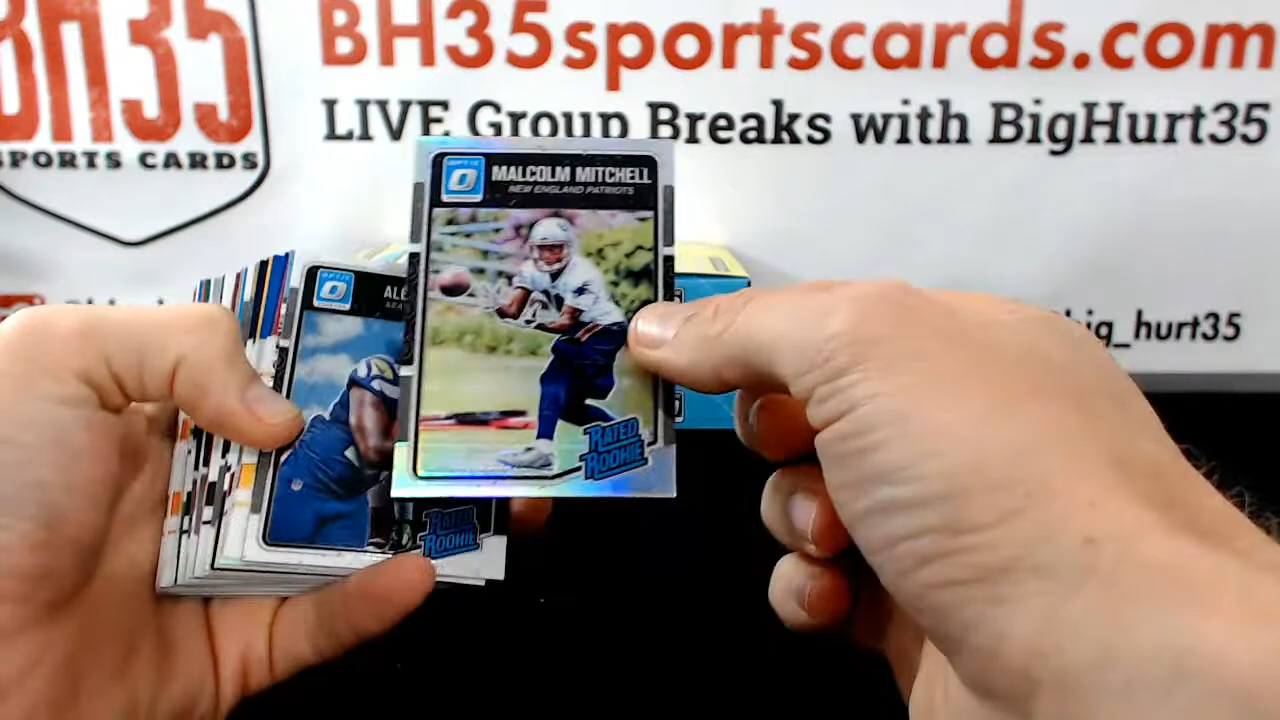 BH35
SPORTS CARDS
BH35sportscards.com
LIVE Group Breaks with BigHurt35
big_hurt35
OPTIC
MALCOLM MITCHELL
NEW ENGLAND PATRIOTS
RATED
ROOKIE
OPTIC
ALE
SEA
RATED
ROOKIE